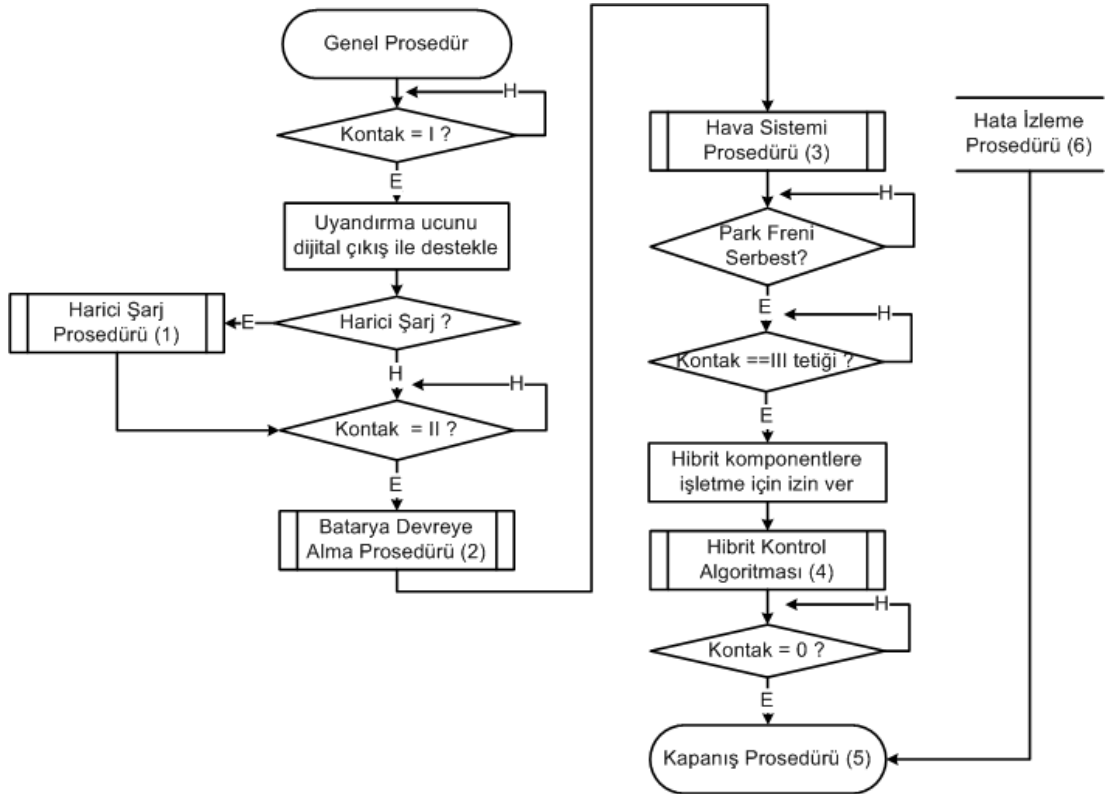 Genel Prosedür
H
Kontak = I ?
E
Uyandırma ucunu
dijital çıkış ile destekle
Harici Şarj ?
E
Harici Şarj
Prosedürü (1)
H
H
Kontak = II ?
E
Batarya Devreye
Alma Prosedürü (2)
Hava Sistemi
Prosedürü (3)
H
Park Freni
Serbest?
E
H
Kontak ==III tetiği ?
E
Hibrit komponentlere
işletme için izin ver
Hibrit Kontrol
Algoritması (4)
H
Kontak = 0 ?
E
Kapanış Prosedürü (5)
Hata İzleme
Prosedürü (6)